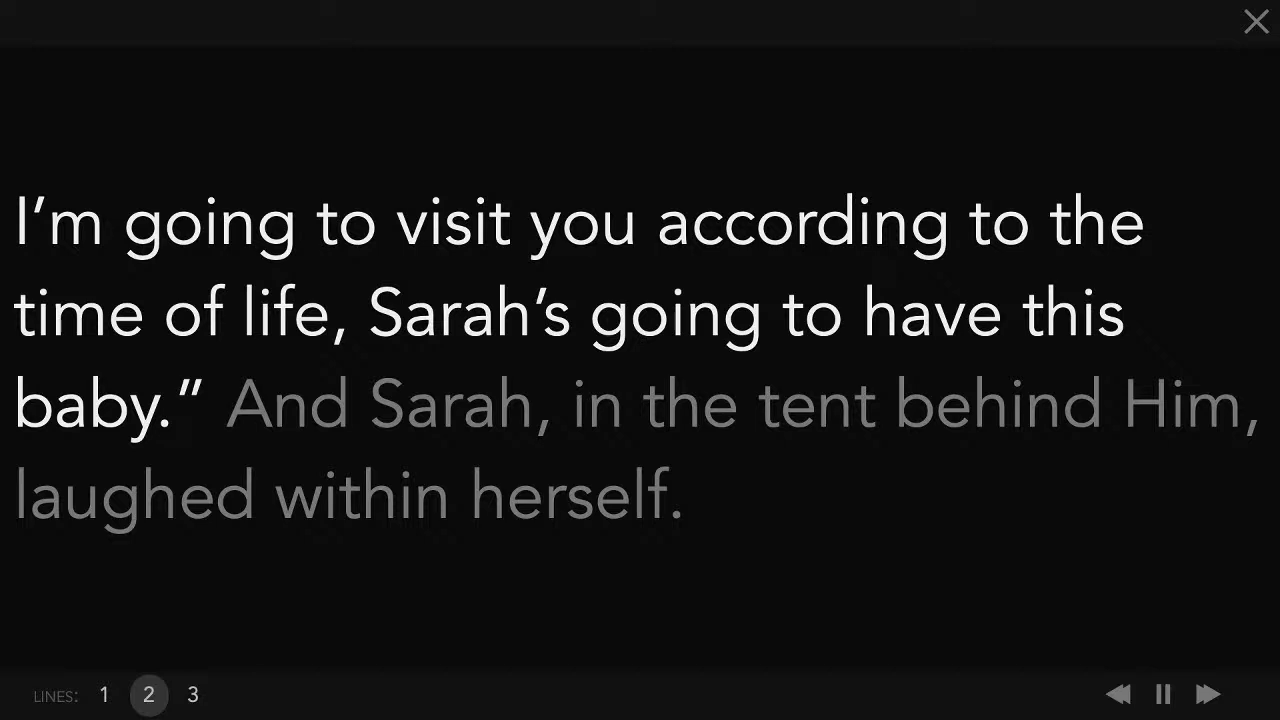 I’m going to visit you according to the
time of life, Sarah’s going to have this
baby.” And Sarah, in the tent behind Him,
laughed within herself.
LINES: 1 2 3